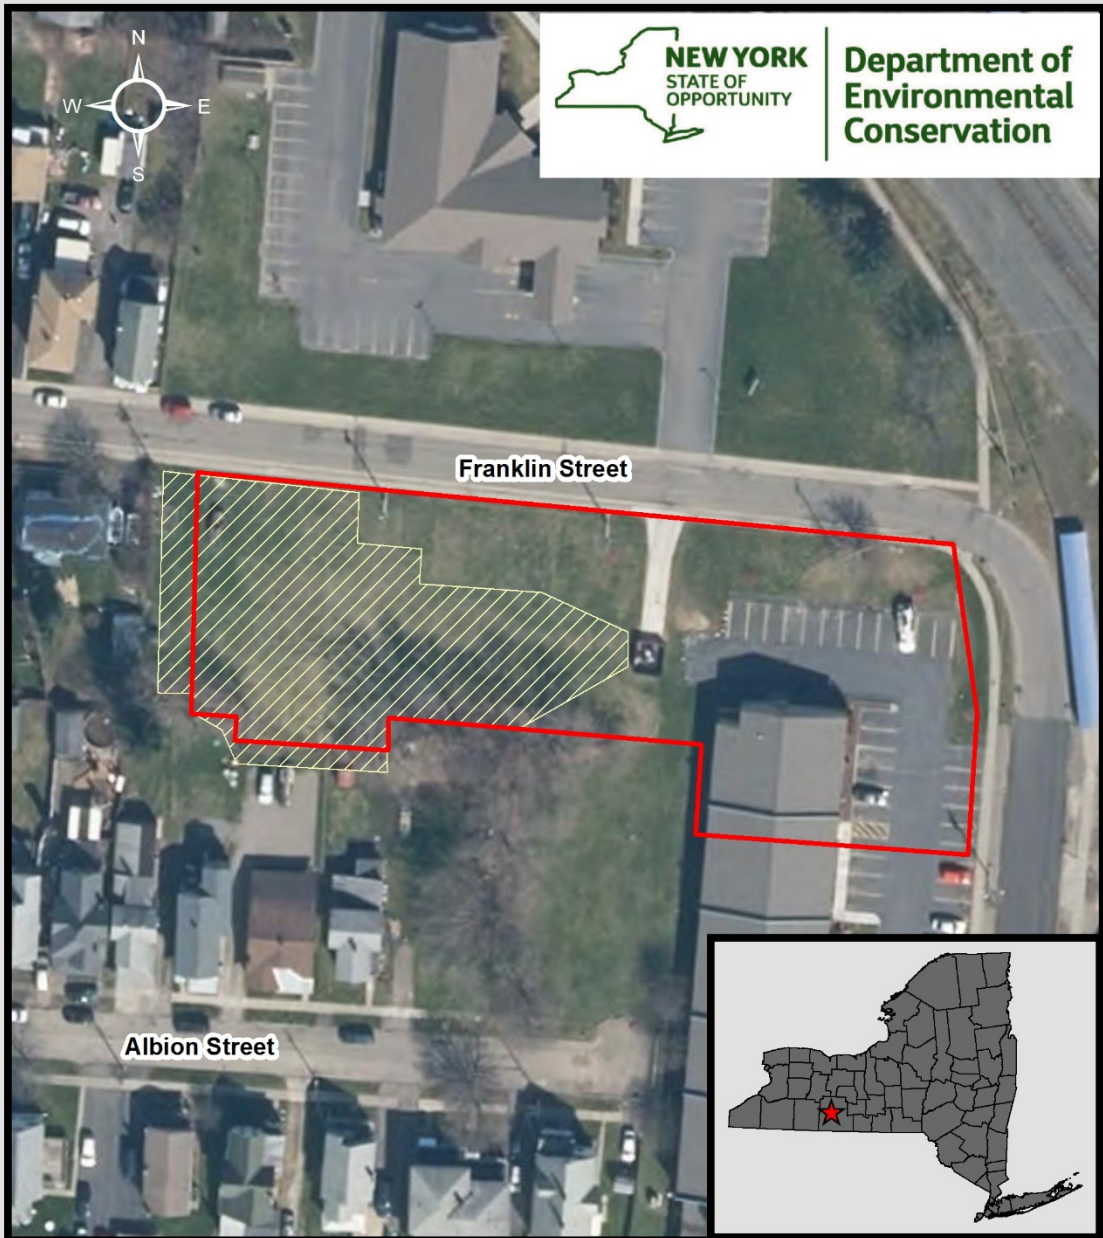 N
W E
S
NEW YORK
STATE OF
OPPORTUNITY
Department of
Environmental
Conservation
Franklin Street
Albion Street